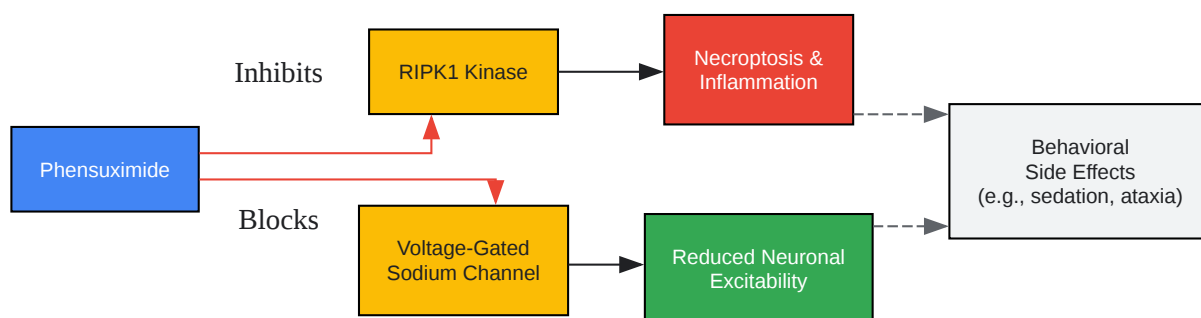 Inhibits
RIPK1 Kinase
Necroptosis &
Inflammation
Phensuximide
Behavioral
Side Effects
(e.g., sedation, ataxia)
Blocks
Voltage-Gated
Sodium Channel
Reduced Neuronal
Excitability